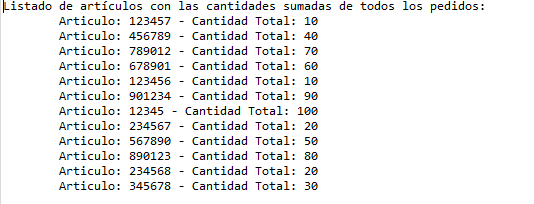 Listado de artículos con las cantidades sumadas de todos los pedidos:
Articulo: 123457 - Cantidad Total: 10
Articulo: 456789 - Cantidad Total: 40
Articulo: 789012 - Cantidad Total: 70
Articulo: 678901 - Cantidad Total: 60
Articulo: 123456 - Cantidad Total: 10
Articulo: 901234 - Cantidad Total: 90
Articulo: 12345 - Cantidad Total: 100
Articulo: 234567 - Cantidad Total: 20
Articulo: 567890 - Cantidad Total: 50
Articulo: 890123 - Cantidad Total: 80
Articulo: 234568 - Cantidad Total: 20
Articulo: 345678 - Cantidad Total: 30